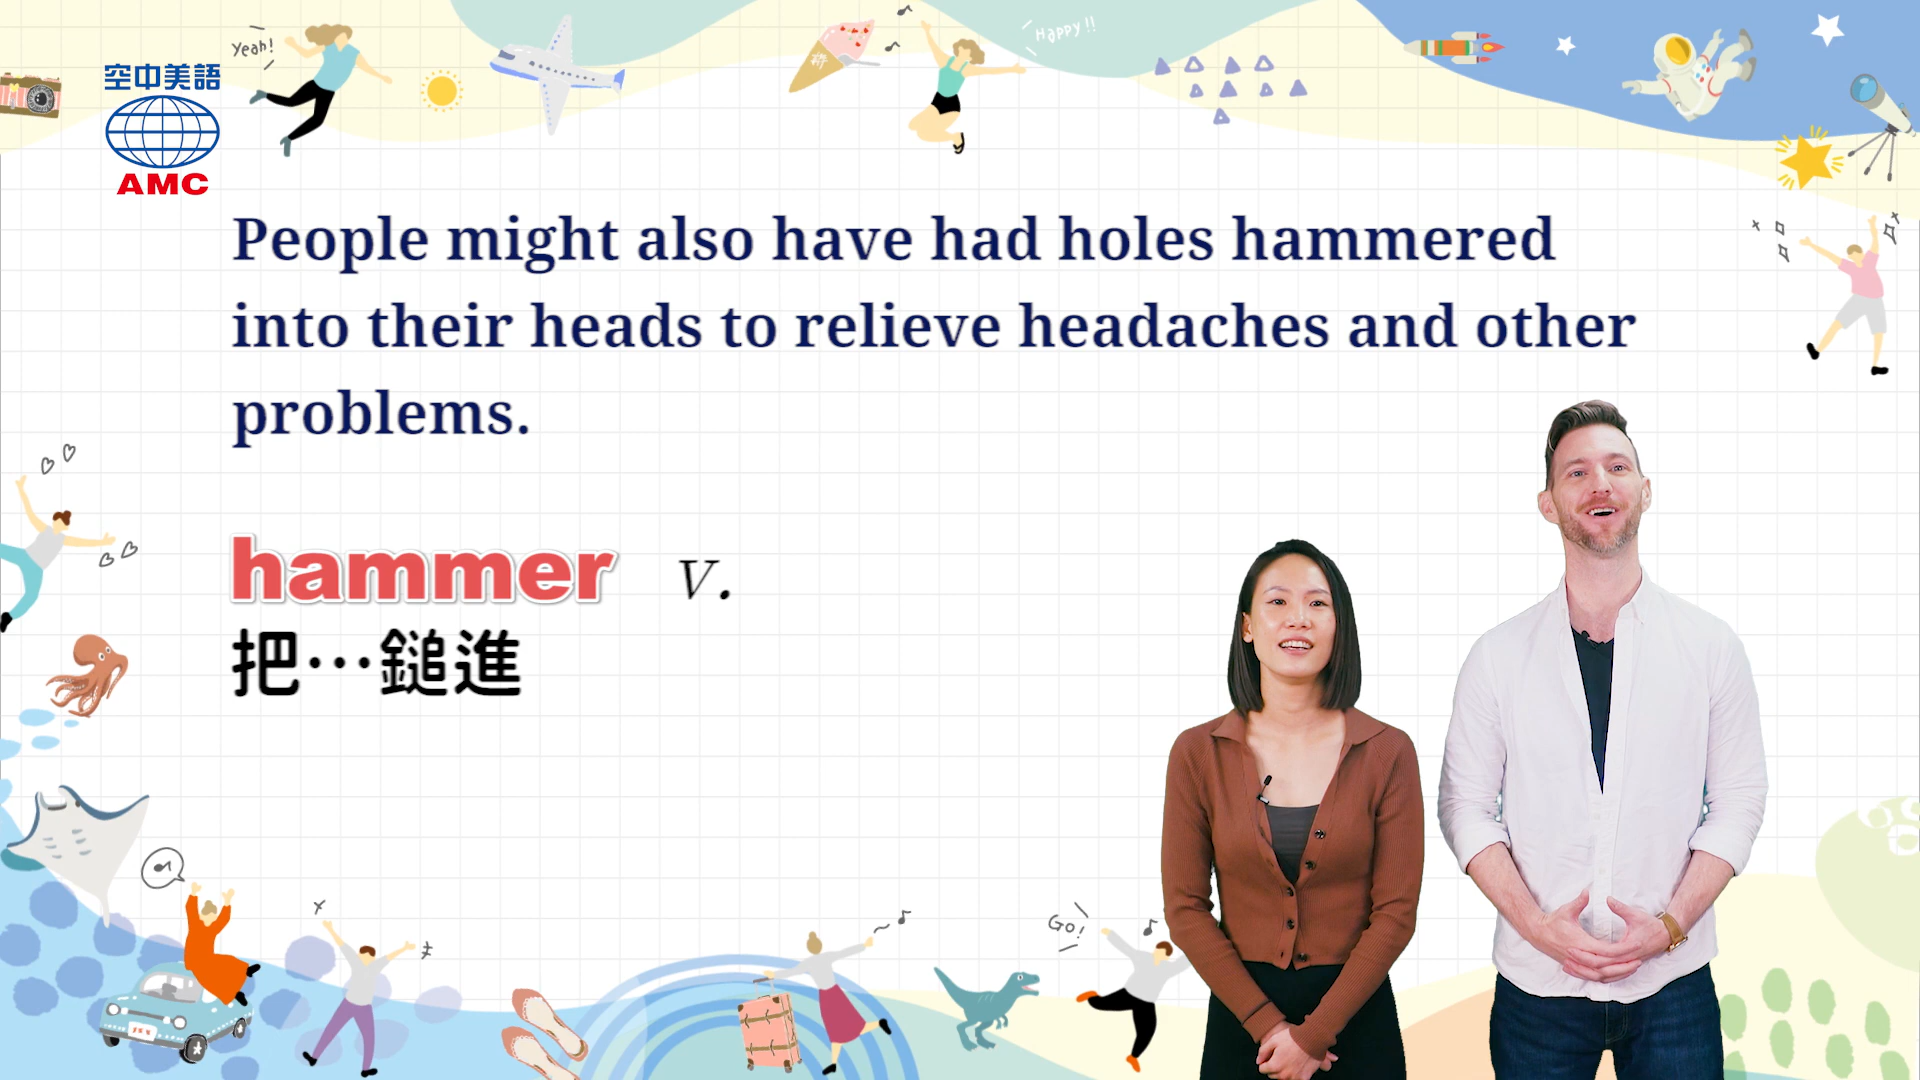 Yeah!
Happy!!
空中美語
AMC
People might also have had holes hammered
into their heads to relieve headaches and other
problems.
hammer v.
把…鎚進
Go!